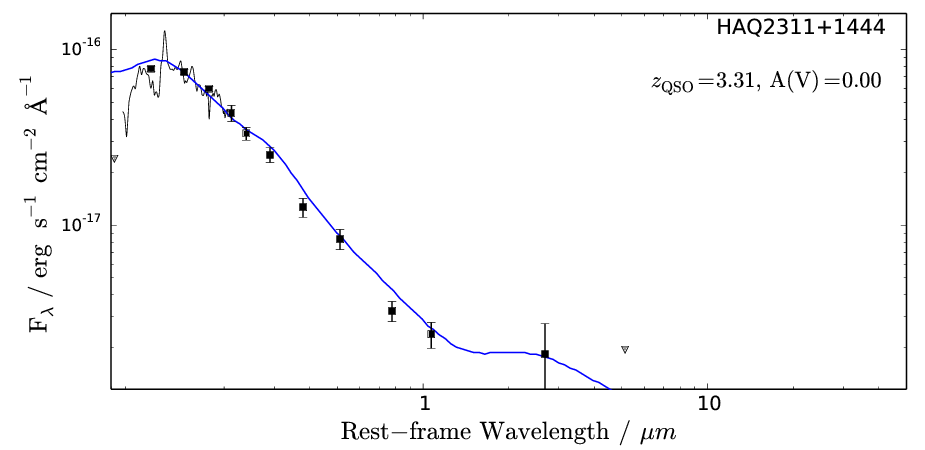 HAQ2311+1444
z_QSO = 3.31, A(V) = 0.00
10⁻¹⁶
10⁻¹⁷
F_λ / erg s⁻¹ cm⁻² Å⁻¹
1 10
Rest−frame Wavelength / μm